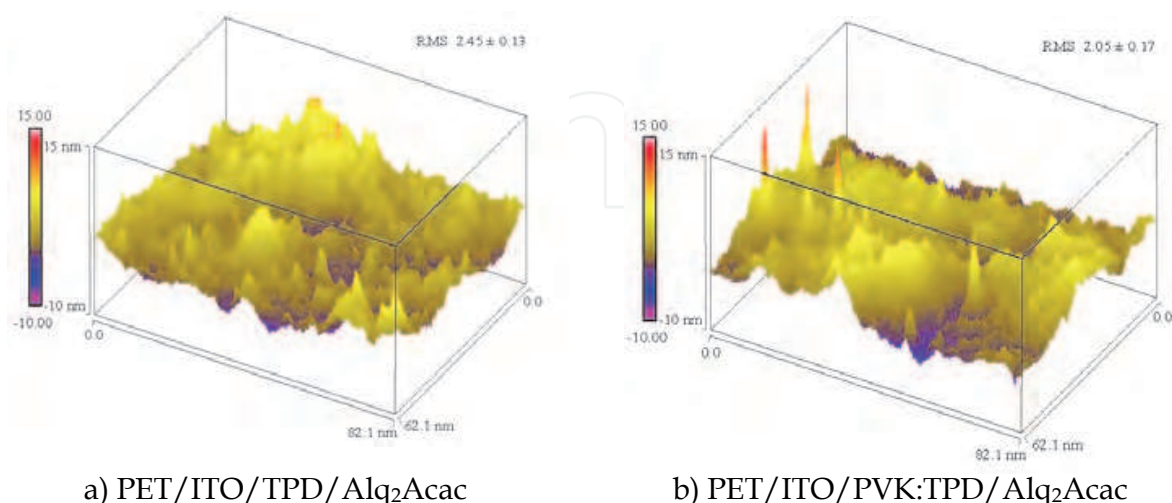 RMS 2.45 ± 0.13
15.00
15 nm
-10 nm
-10.00
0.0
0.0
82.1 nm
62.1 nm
a) PET/ITO/TPD/Alq₂Acac
RMS 2.05 ± 0.17
15 00
15 nm
-10 nm
-10.00
0.0
0.0
82.1 nm
62.1 nm
b) PET/ITO/PVK:TPD/Alq₂Acac